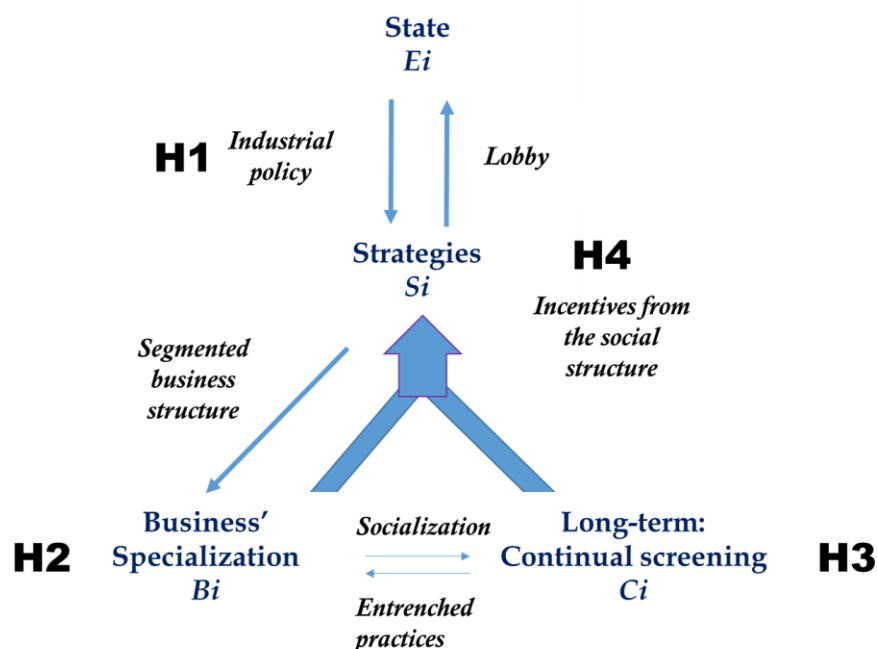 State
Ei
H1
Industrial
policy
Lobby
Strategies
Si
H4
Incentives from
the social
structure
Segmented
business
structure
H2
Business’
Specialization
Bi
Socialization
Entrenched
practices
Long-term:
Continual screening
Ci
H3